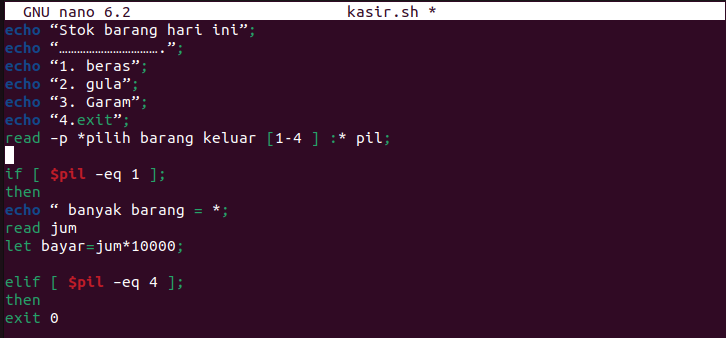 GNU nano 6.2 kasir.sh *
echo “Stok barang hari ini”;
echo “…………………………….”;
echo “1. beras”;
echo “2. gula”;
echo “3. Garam”;
echo “4.exit”;
read –p *pilih barang keluar [1-4 ] :* pil;
if [ $pil –eq 1 ];
then
echo “ banyak barang = *;
read jum
let bayar=jum*10000;
elif [ $pil –eq 4 ];
then
exit 0